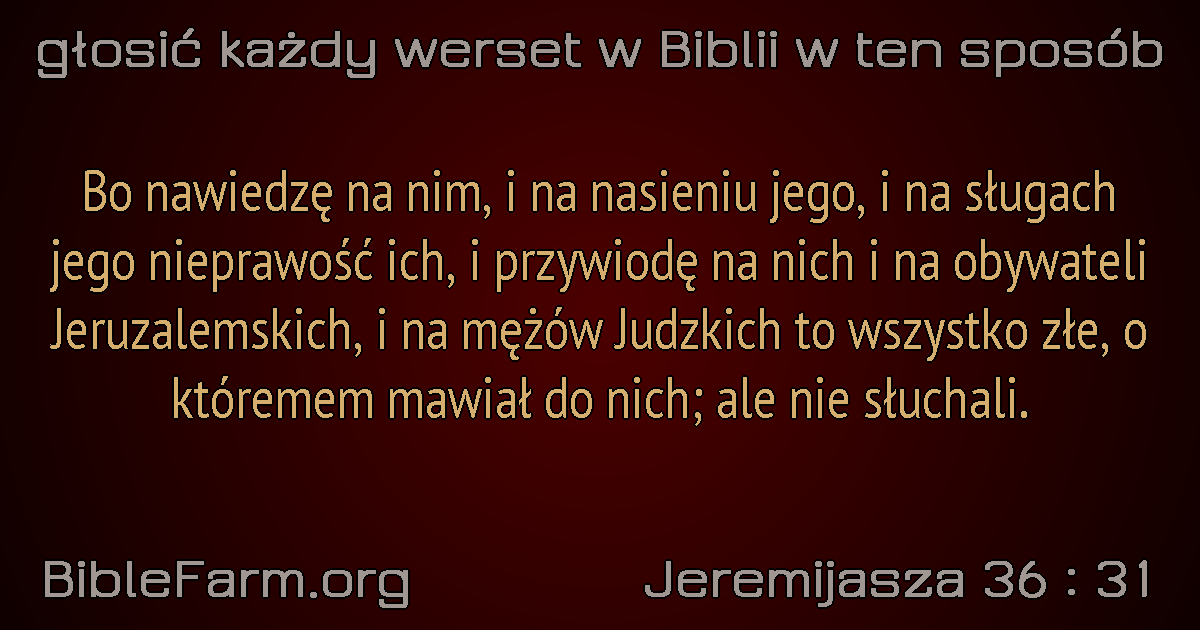 głosić każdy werset w Biblii w ten sposób
Bo nawiedzę na nim, i na nasieniu jego, i na sługach
jego nieprawość ich, i przywiodę na nich i na obywateli
Jeruzalemskich, i na mężów Judzkich to wszystko złe, o
któremem mawiał do nich; ale nie słuchali.
BibleFarm.org
Jeremijasza 36 : 31